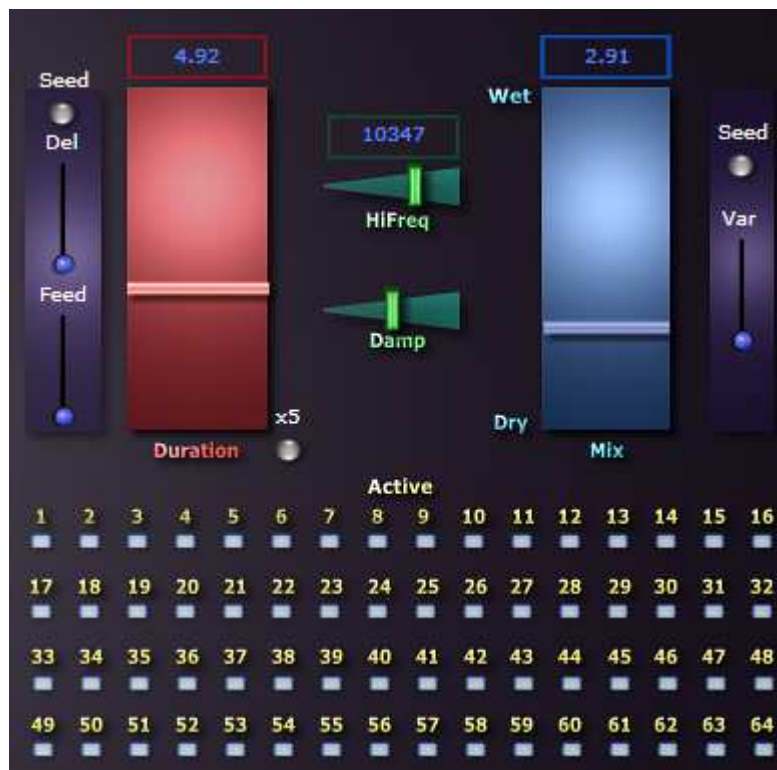 4.92
2.91
Seed
Wet
Del
10347
Seed
HiFreq
Var
Feed
Damp
x5
Dry
Duration
Mix
Active
1 2 3 4 5 6 7 8 9 10 11 12 13 14 15 16
17 18 19 20 21 22 23 24 25 26 27 28 29 30 31 32
33 34 35 36 37 38 39 40 41 42 43 44 45 46 47 48
49 50 51 52 53 54 55 56 57 58 59 60 61 62 63 64